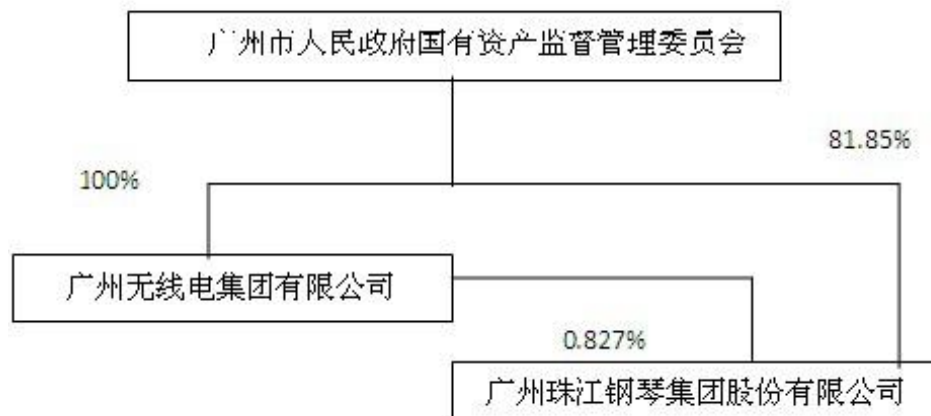 广州市人民政府国有资产监督管理委员会
81.85%
100%
广州无线电集团有限公司
0.827%
广州珠江钢琴集团股份有限公司